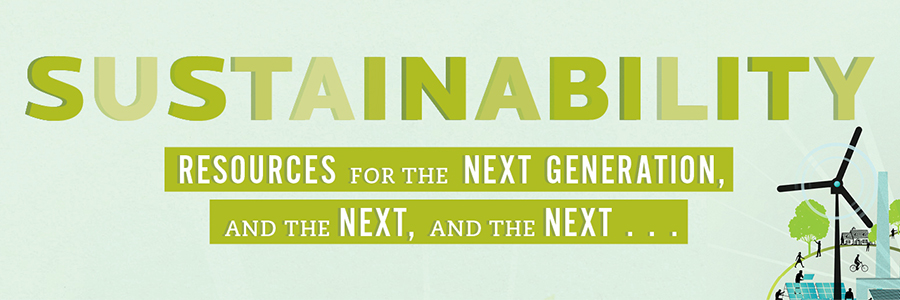 SUSTAINABILITY
RESOURCES FOR THE NEXT GENERATION,
AND THE NEXT, AND THE NEXT . . .